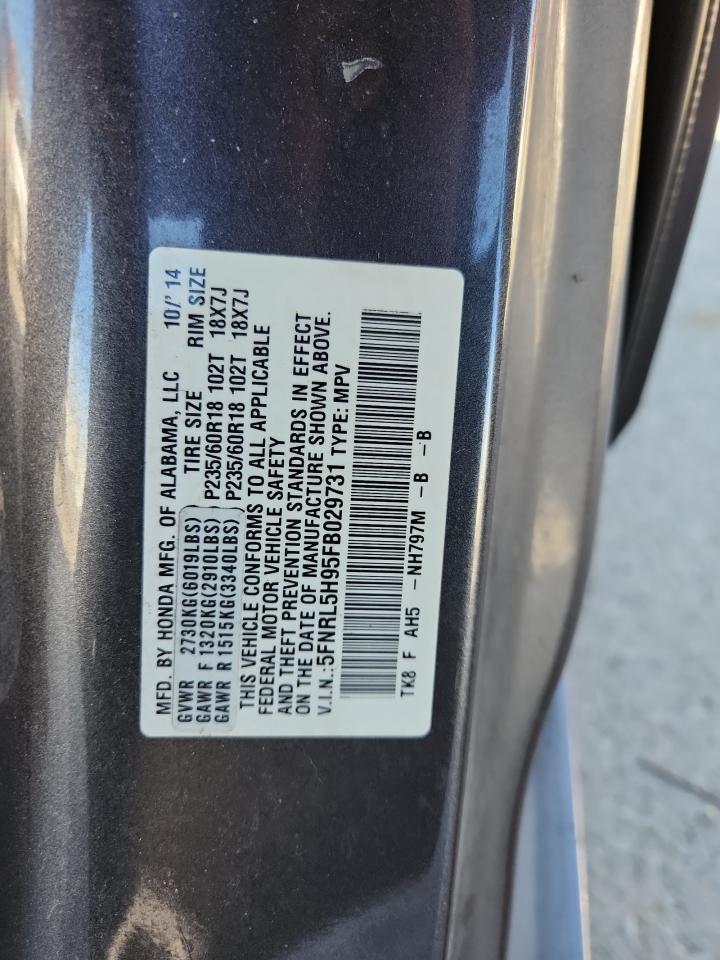 MFD. BY HONDA MFG. OF ALABAMA, LLC 10/'14
GVWR 2730KG(6019LBS) TIRE SIZE RIM SIZE
GAWR F 1320KG(2910LBS) P235/60R18 102T 18X7J
GAWR R 1515KG(3340LBS) P235/60R18 102T 18X7J
THIS VEHICLE CONFORMS TO ALL APPLICABLE
FEDERAL MOTOR VEHICLE SAFETY
AND THEFT PREVENTION STANDARDS IN EFFECT
ON THE DATE OF MANUFACTURE SHOWN ABOVE.
V.I.N.:5FNRL5H95FB029731 TYPE: MPV
TK8 F AH5 -NH797M -B -B